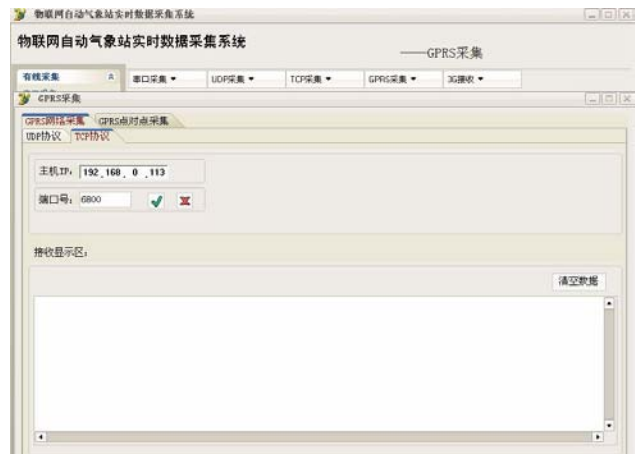 物联网自动气象站实时数据采集系统
物联网自动气象站实时数据采集系统
——GPRS采集
有线采集 串口采集 UDP采集 TCP采集 GPRS采集 3G接收
GPRS采集
GPRS网络采集 GPRS点对点采集
UDP协议 TCP协议
主机IP: 192 .168 . 0 .113
端口号: 6800
接收显示区:
清空数据